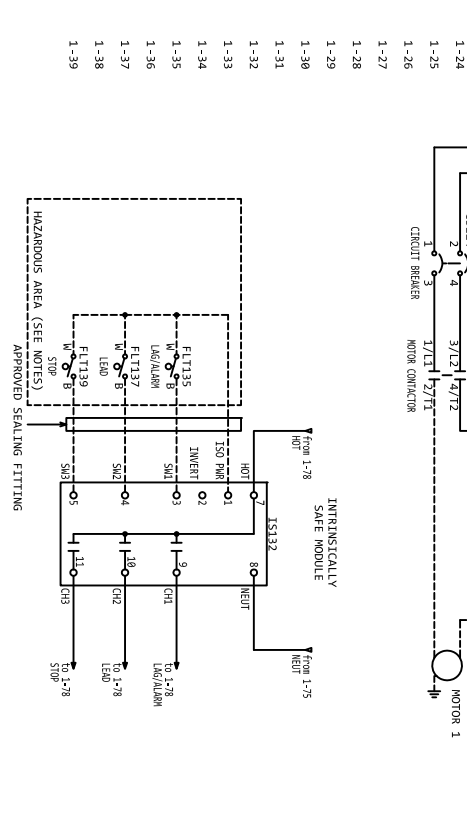 1-24
1-25
1-26
1-27
1-28
1-29
1-30
1-31
1-32
1-33
1-34
1-35
1-36
1-37
1-38
1-39
2
4
3/L2
4/T2
1
3
1/L1
2/T1
CIRCUIT BREAKER
MOTOR CONTACTOR
MOTOR 1
INTRINSICALLY
SAFE MODULE
from 1-78
HOT
from 1-75
NEUT
IS132
HOT
7
8
NEUT
ISO PWR
1
INVERT
2
FLT135
W
B
LAG/ALARM
SW1
3
9
CH1
to 1-78
LAG/ALARM
FLT137
W
B
LEAD
SW2
4
10
CH2
to 1-78
LEAD
FLT139
W
B
STOP
SW3
5
11
CH3
to 1-78
STOP
HAZARDOUS AREA (SEE NOTES)
APPROVED SEALING FITTING